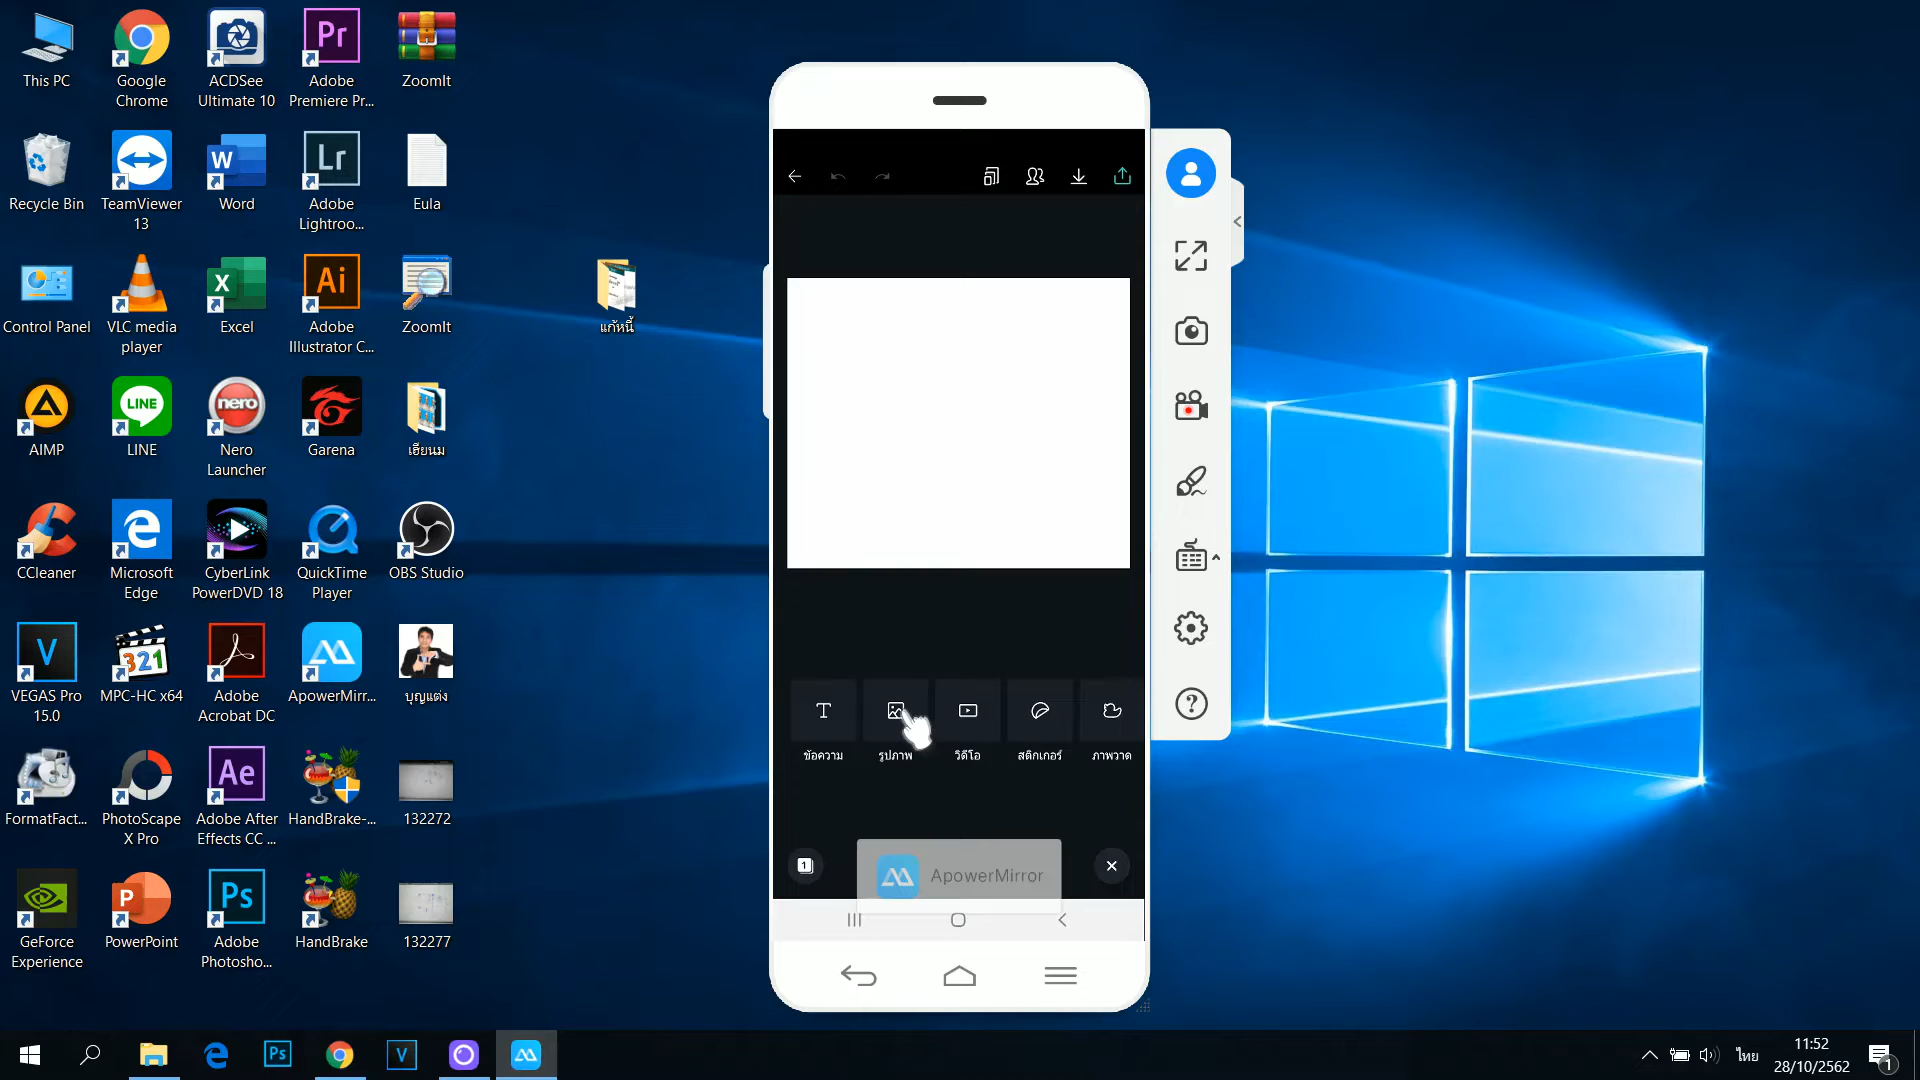 This PC
Google
Chrome
ACDSee
Ultimate 10
Adobe
Premiere Pr...
ZoomIt
Recycle Bin
TeamViewer
13
Word
Adobe
Lightroo...
Eula
Control Panel
VLC media
player
Excel
Adobe
Illustrator C...
ZoomIt
แก้หนี้
AIMP
LINE
Nero
Launcher
Garena
เฮียนม
CCleaner
Microsoft
Edge
CyberLink
PowerDVD 18
QuickTime
Player
OBS Studio
VEGAS Pro
15.0
MPC-HC x64
Adobe
Acrobat DC
ApowerMirr...
บุญแต่ง
FormatFact...
PhotoScape
X Pro
Adobe After
Effects CC ...
HandBrake-...
132272
GeForce
Experience
PowerPoint
Adobe
Photosho...
HandBrake
132277
ข้อความ
รูปภาพ
วิดีโอ
สติกเกอร์
ภาพวาด
1
ApowerMirror
ไทย
11:52
28/10/2562
1